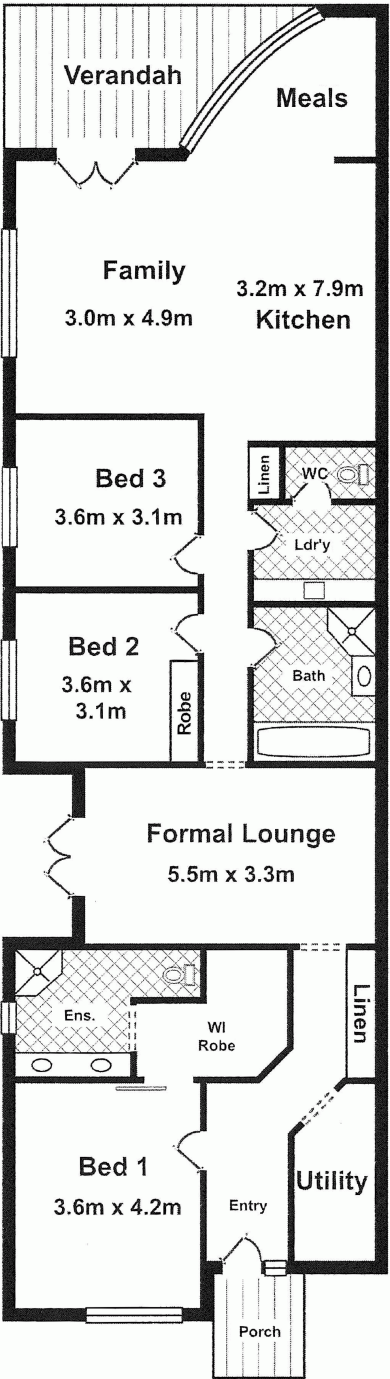 Verandah
Meals
Family
3.0m x 4.9m
3.2m x 7.9m
Kitchen
Bed 3
3.6m x 3.1m
Linen
WC
Ldr'y
Bed 2
3.6m x
3.1m
Robe
Bath
Formal Lounge
5.5m x 3.3m
Ens.
WI
Robe
Linen
Bed 1
3.6m x 4.2m
Entry
Utility
Porch